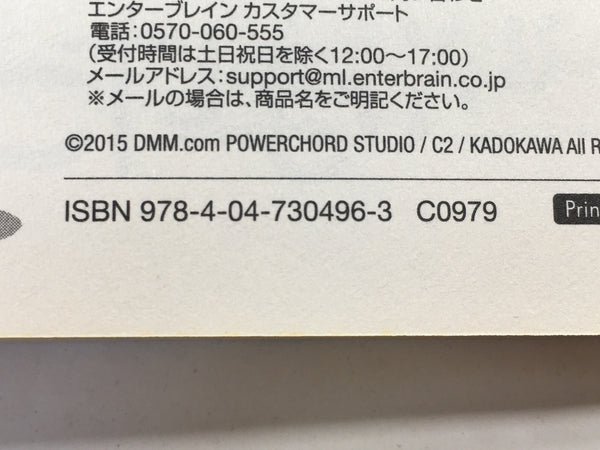 エンターブレイン カスタマーサポート
電話:0570-060-555
(受付時間は土日祝日を除く12:00〜17:00)
メールアドレス:support@ml.enterbrain.co.jp
※メールの場合は、商品名をご明記ください。
©2015 DMM.com POWERCHORD STUDIO / C2 / KADOKAWA All R
ISBN 978-4-04-730496-3 C0979
Prin